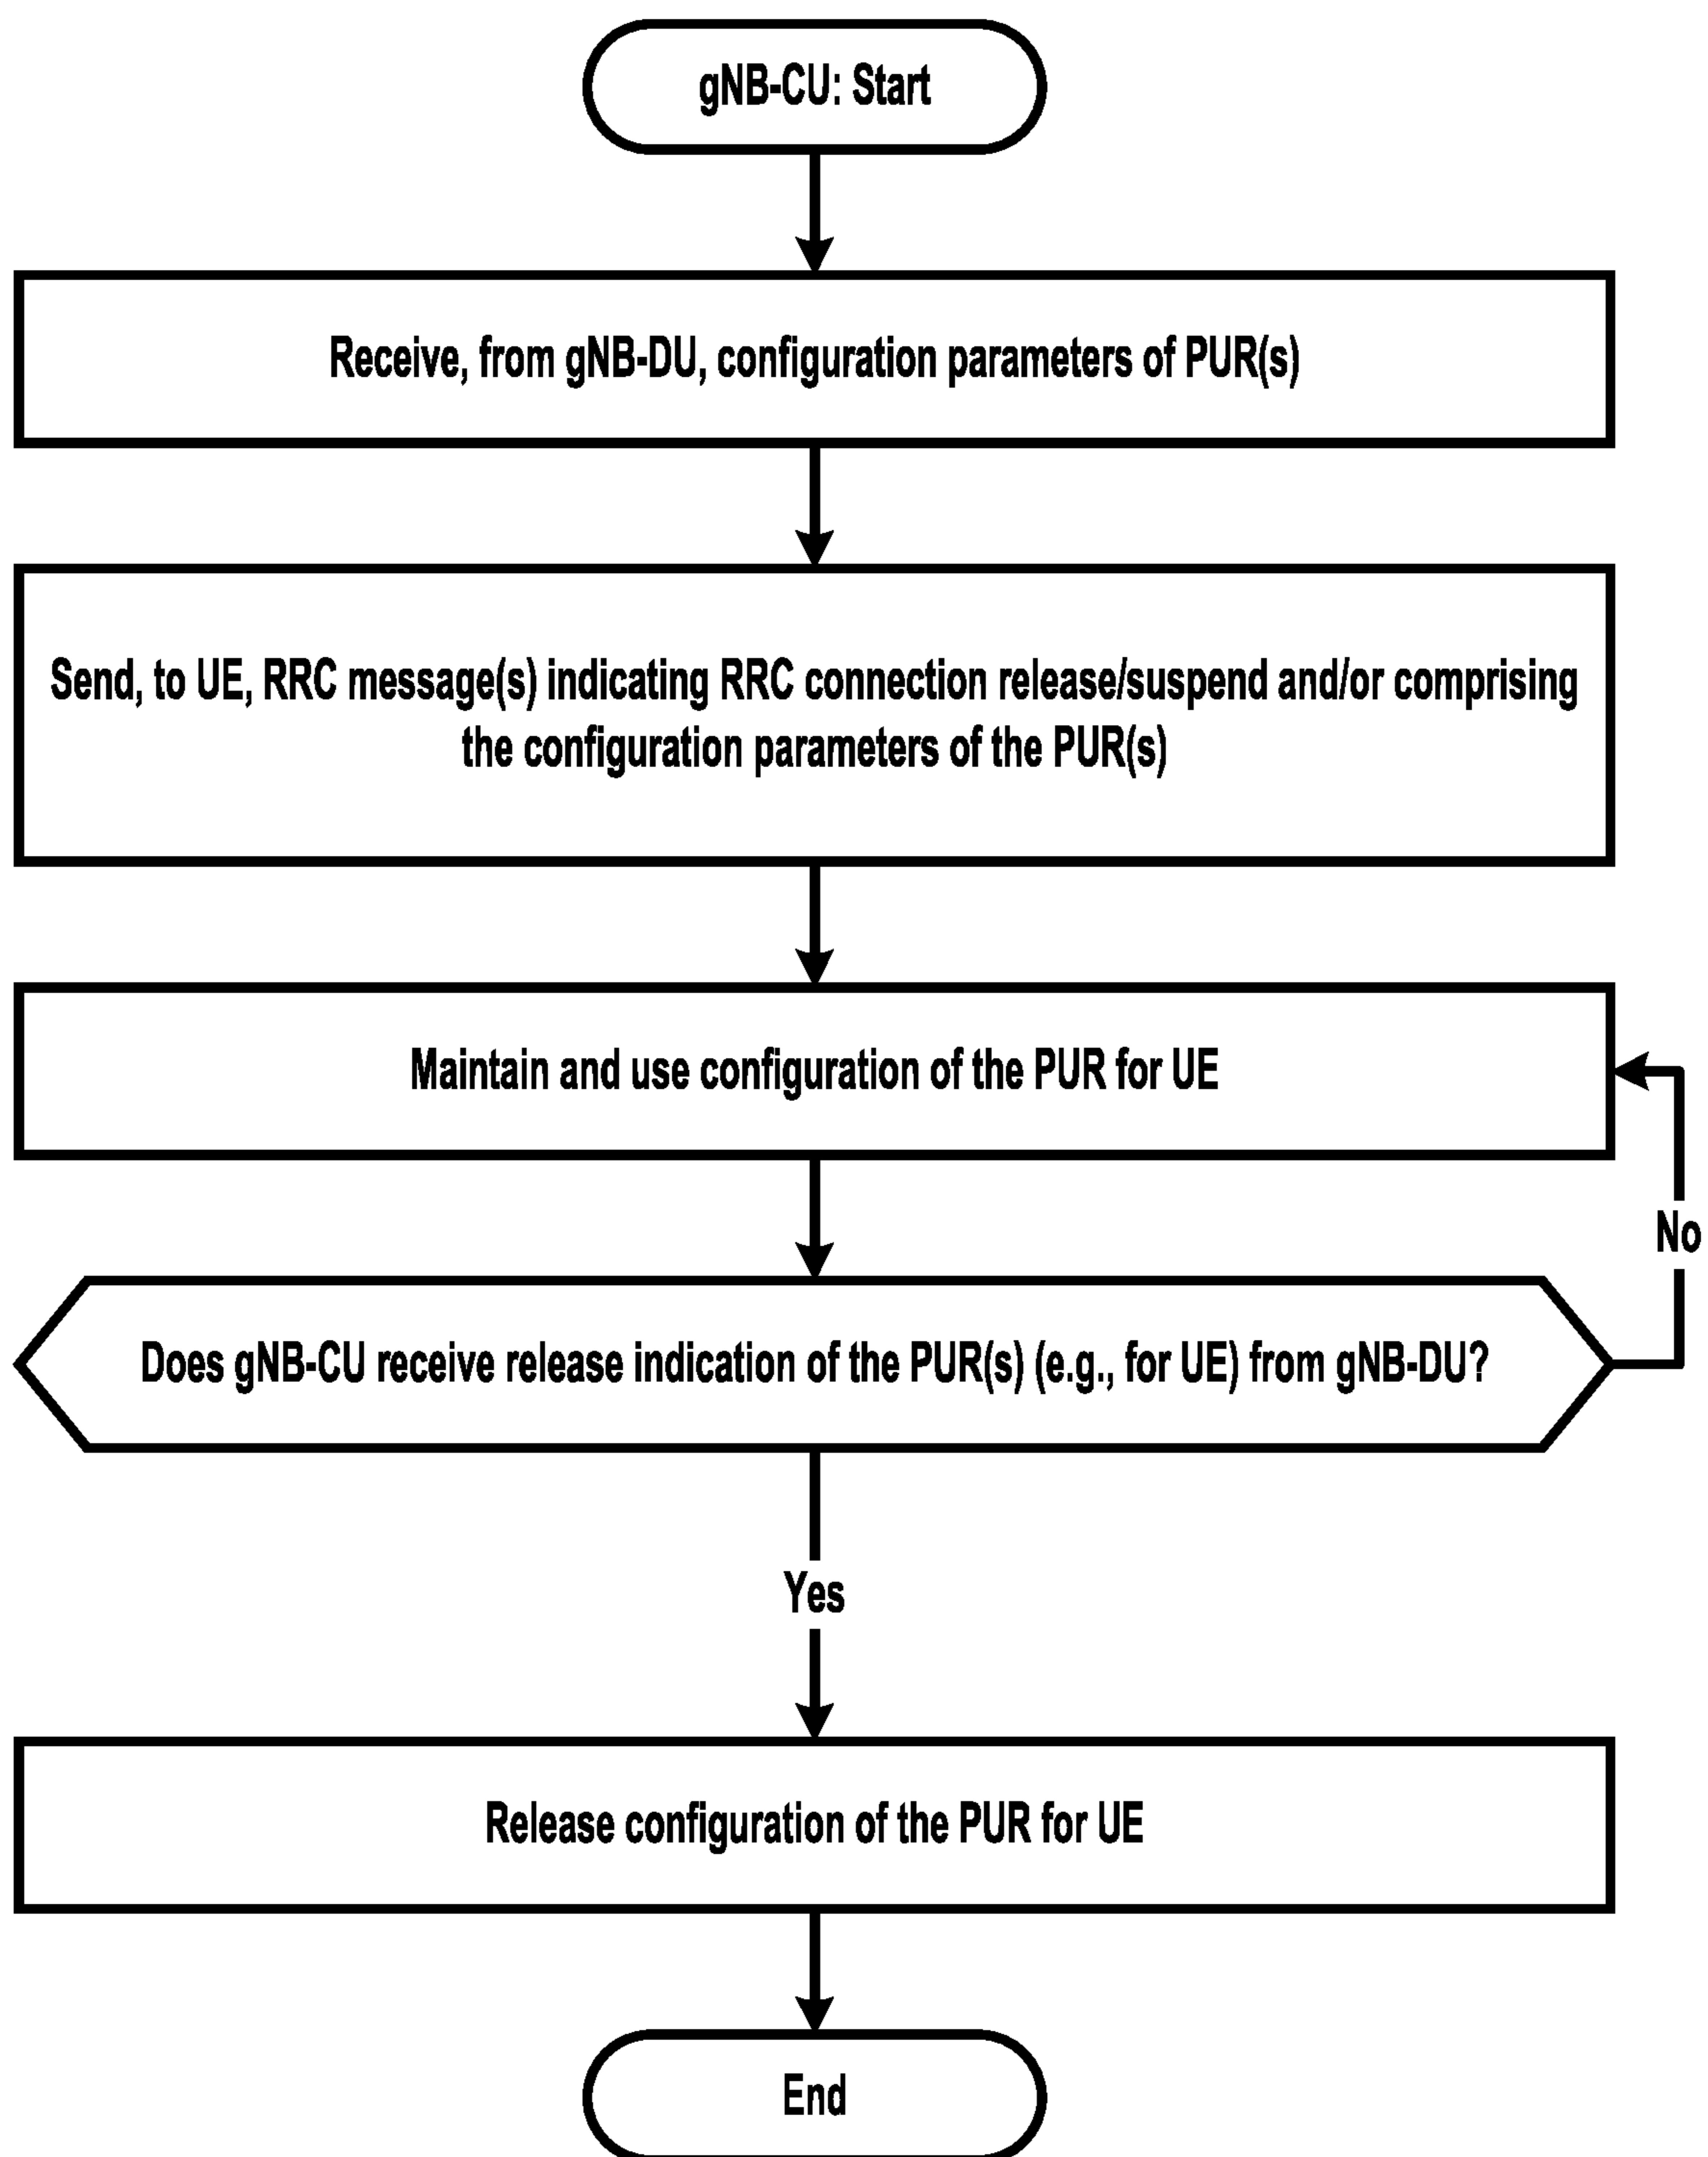 gNB-CU: Start
Receive, from gNB-DU, configuration parameters of PUR(s)
Send, to UE, RRC message(s) indicating RRC connection release/suspend and/or comprising
the configuration parameters of the PUR(s)
Maintain and use configuration of the PUR for UE
No
Does gNB-CU receive release indication of the PUR(s) (e.g., for UE) from gNB-DU?
Yes
Release configuration of the PUR for UE
End